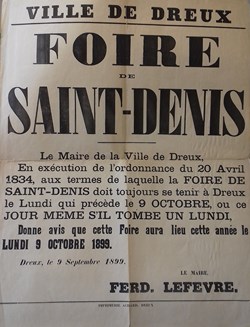 VILLE DE DREUX
FOIRE
DE
SAINT-DENIS
Le Maire de la Ville de Dreux,
En exécution de l'ordonnance du 20 Avril
1834, aux termes de laquelle la FOIRE DE
SAINT-DENIS doit toujours se tenir à Dreux
le Lundi qui précède le 9 OCTOBRE, ou ce
JOUR MEME S'IL TOMBE UN LUNDI,
Donne avis que cette Foire aura lieu cette année le
LUNDI 9 OCTOBRE 1899.
Dreux, le 9 Septembre 1899.
LE MAIRE
FERD. LEFEVRE.
DREUX.